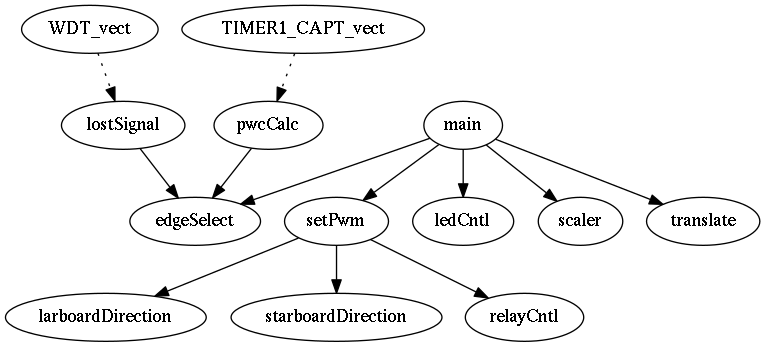 WDT_vect
TIMER1_CAPT_vect
lostSignal
pwcCalc
main
edgeSelect
setPwm
ledCntl
scaler
translate
larboardDirection
starboardDirection
relayCntl